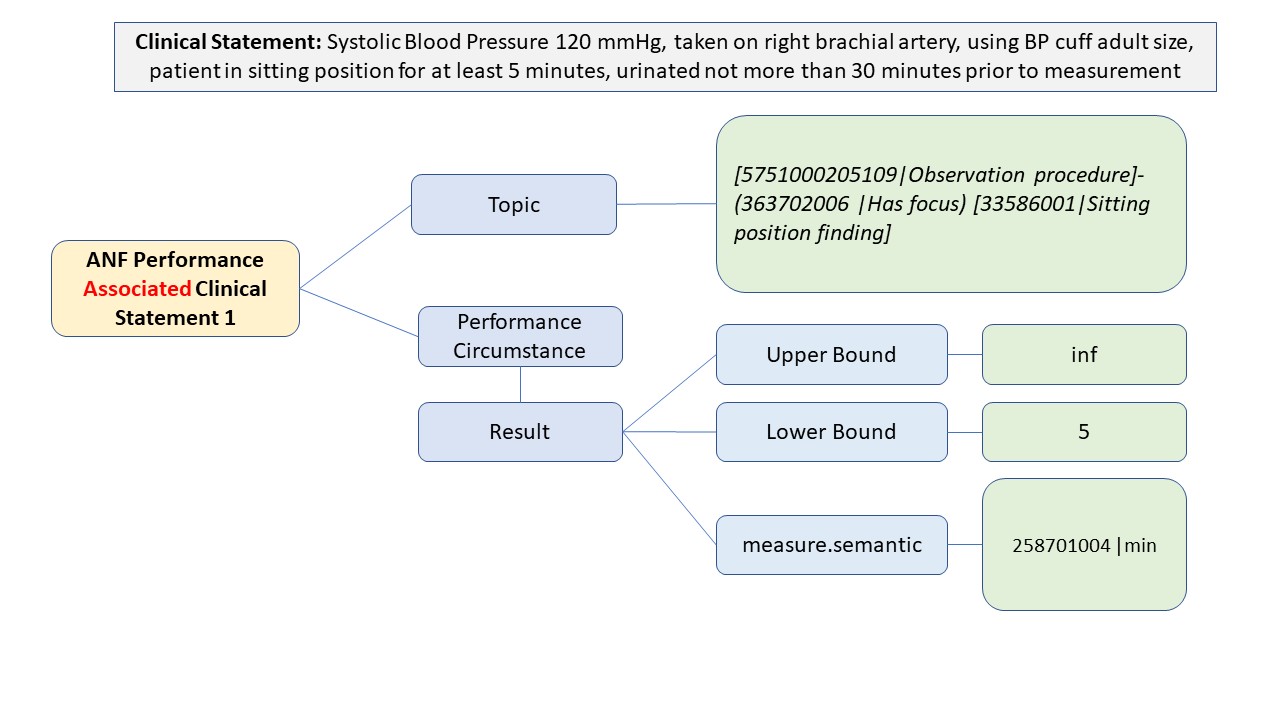 Clinical Statement: Systolic Blood Pressure 120 mmHg, taken on right brachial artery, using BP cuff adult size,
patient in sitting position for at least 5 minutes, urinated not more than 30 minutes prior to measurement
[5751000205109|Observation procedure]-
(363702006 |Has focus) [33586001|Sitting
position finding]
Topic
ANF Performance
Associated Clinical
Statement 1
Performance
Circumstance
Upper Bound
inf
Result
Lower Bound
5
measure.semantic
258701004 |min